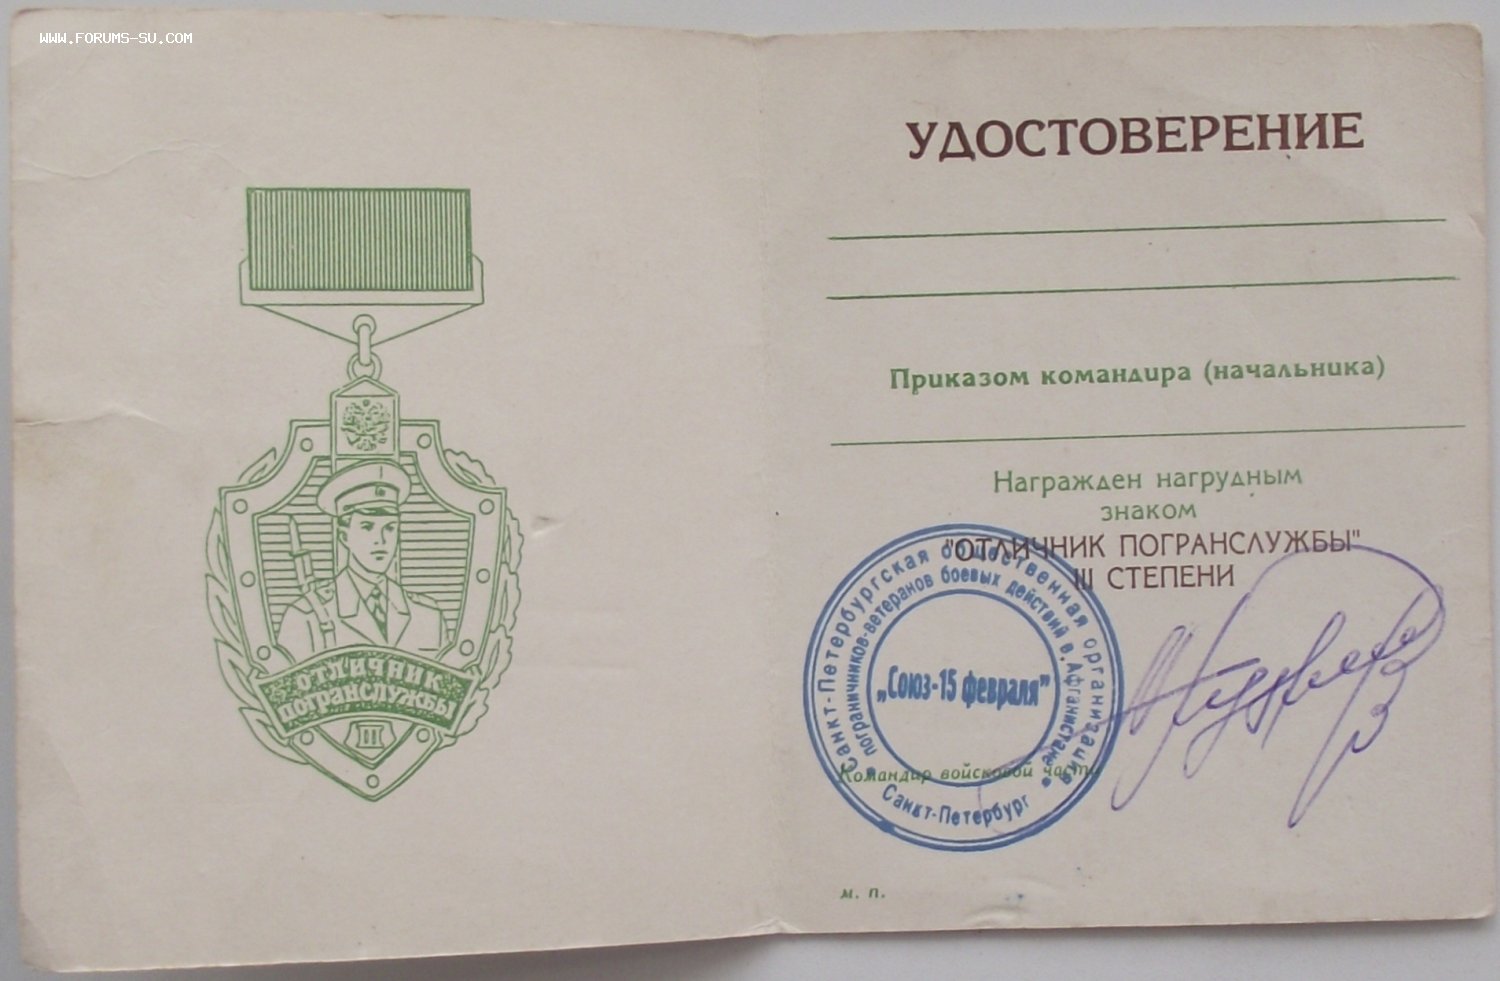 WWW.FORUMS-SU.COM
ОТЛИЧНИК
ПОГРАНСЛУЖБЫ
III
УДОСТОВЕРЕНИЕ
Приказом командира (начальника)
Награжден нагрудным
знаком
"ОТЛИЧНИК ПОГРАНСЛУЖБЫ"
III СТЕПЕНИ
Санкт-Петербургская общественная организация
пограничников-ветеранов боевых действий в Афганистане
„Союз-15 февраля"
Санкт-Петербург
Командир войсковой части
м. п.